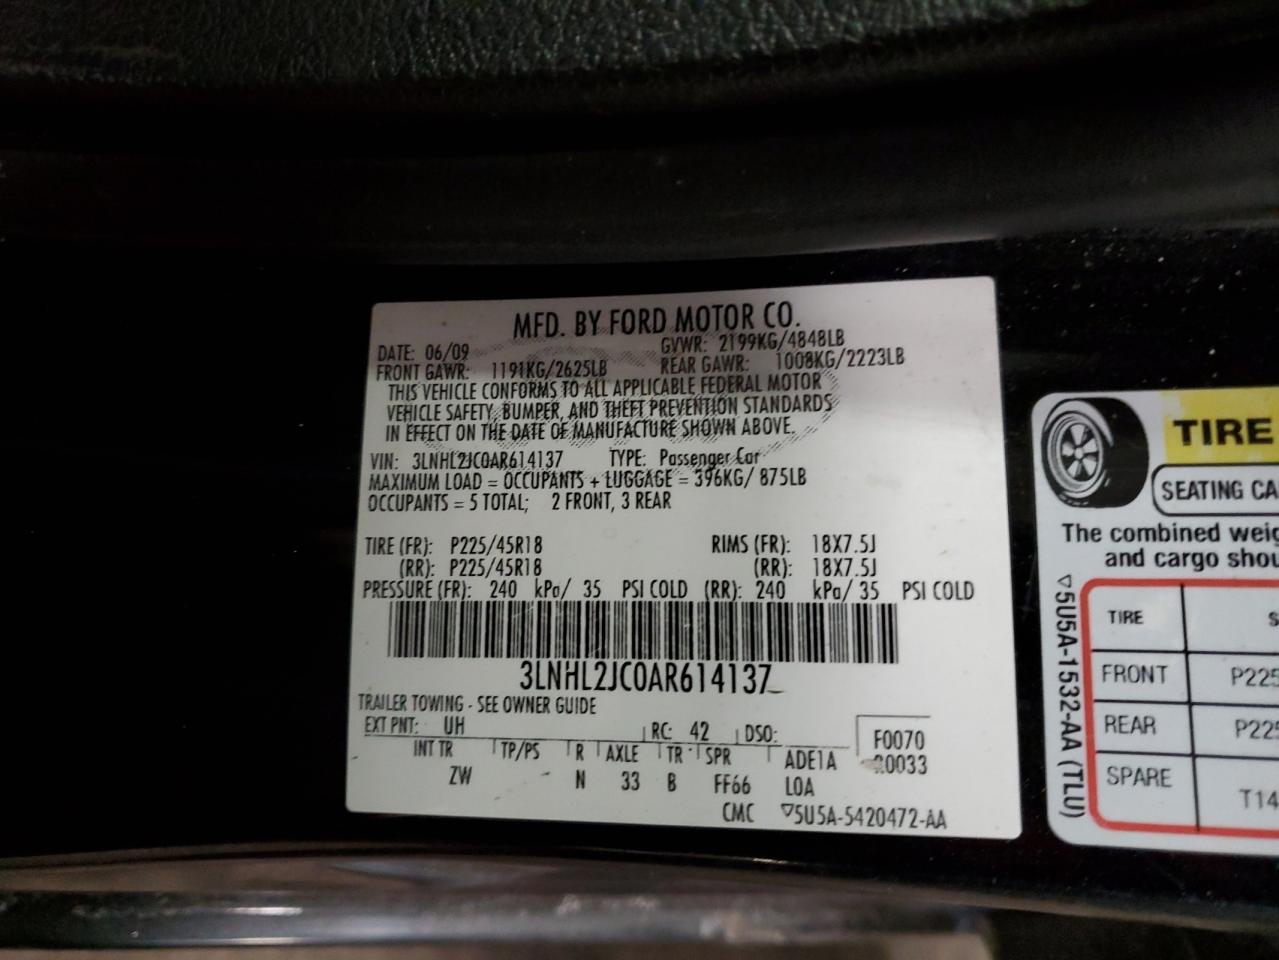 MFD. BY FORD MOTOR CO.
DATE: 06/09 GVWR: 2199KG/4848LB
FRONT GAWR: 1191KG/2625LB REAR GAWR: 1008KG/2223LB
THIS VEHICLE CONFORMS TO ALL APPLICABLE FEDERAL MOTOR
VEHICLE SAFETY, BUMPER, AND THEFT PREVENTION STANDARDS
IN EFFECT ON THE DATE OF MANUFACTURE SHOWN ABOVE.
VIN: 3LNHL2JC0AR614137 TYPE: Passenger Car
MAXIMUM LOAD = OCCUPANTS + LUGGAGE = 396KG/ 875LB
OCCUPANTS = 5 TOTAL; 2 FRONT, 3 REAR
TIRE (FR): P225/45R18 RIMS (FR): 18X7.5J
(RR): P225/45R18 (RR): 18X7.5J
PRESSURE (FR): 240 kPa/ 35 PSI COLD (RR): 240 kPa/ 35 PSI COLD
3LNHL2JC0AR614137
TRAILER TOWING - SEE OWNER GUIDE
EXT PNT: UH RC: 42 DSO: F0070
INT TR TP/PS R AXLE TR SPR ADE1A R0033
ZW - N 33 B FF66 LOA
CMC ▽5U5A-5420472-AA
TIRE
SEATING CA
The combined weig
and cargo shou
▽5U5A-1532-AA (TLU)
TIRE S
FRONT P225
REAR P225
SPARE T14